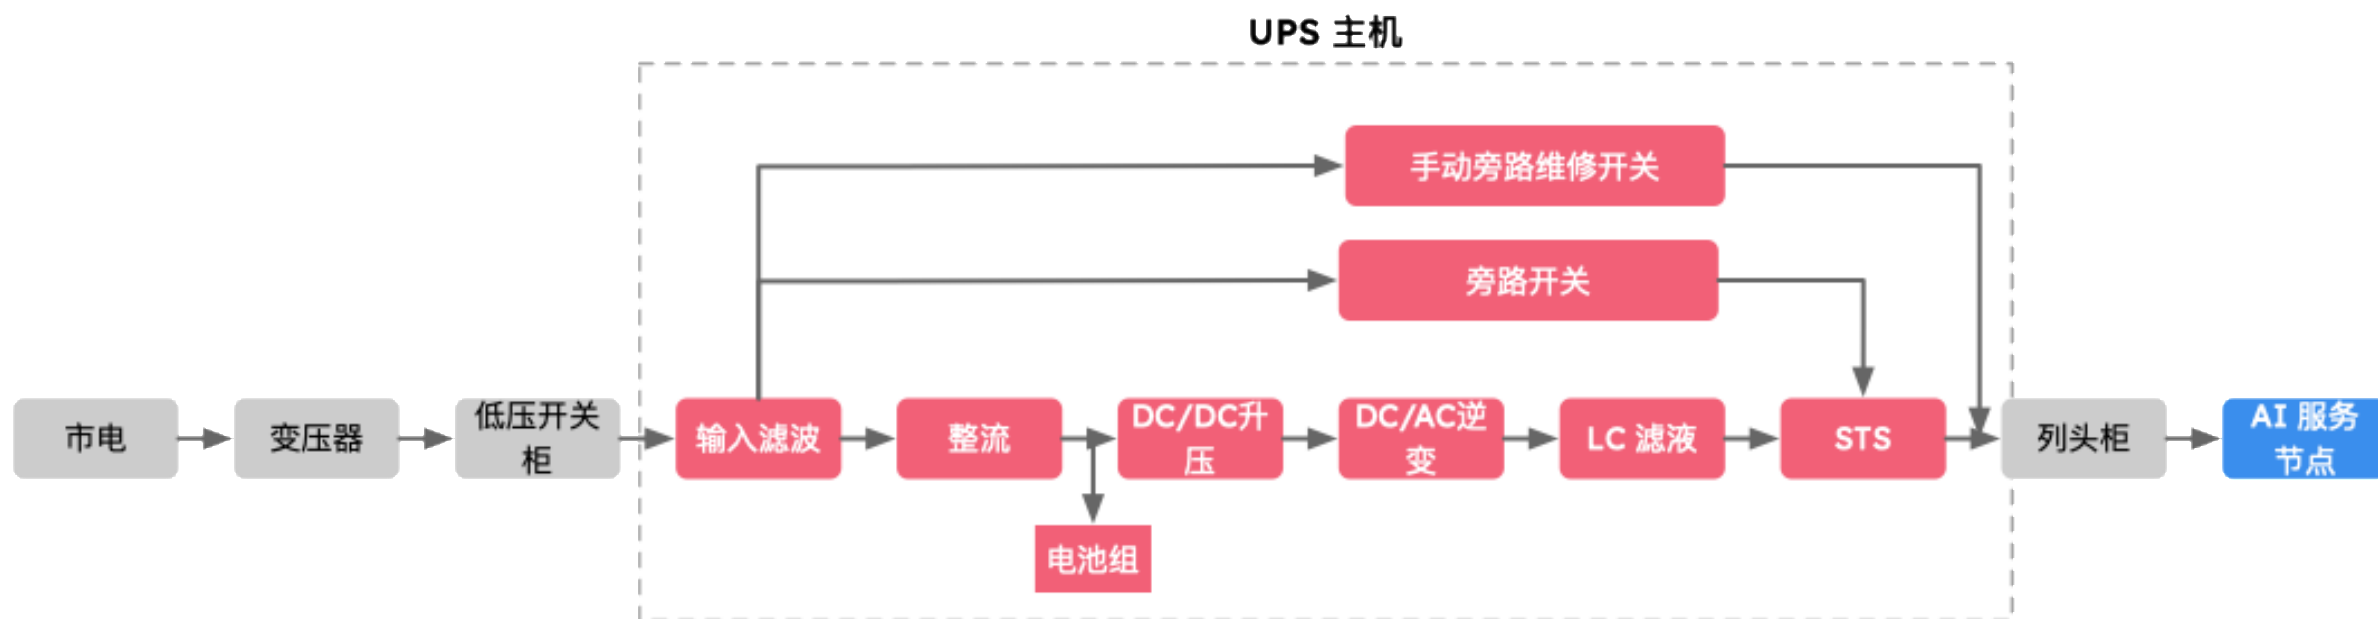 UPS 主机
手动旁路维修开关
旁路开关
市电
变压器
低压开关
柜
输入滤波
整流
DC/DC升
压
DC/AC逆
变
LC 滤液
STS
列头柜
AI 服务
节点
电池组